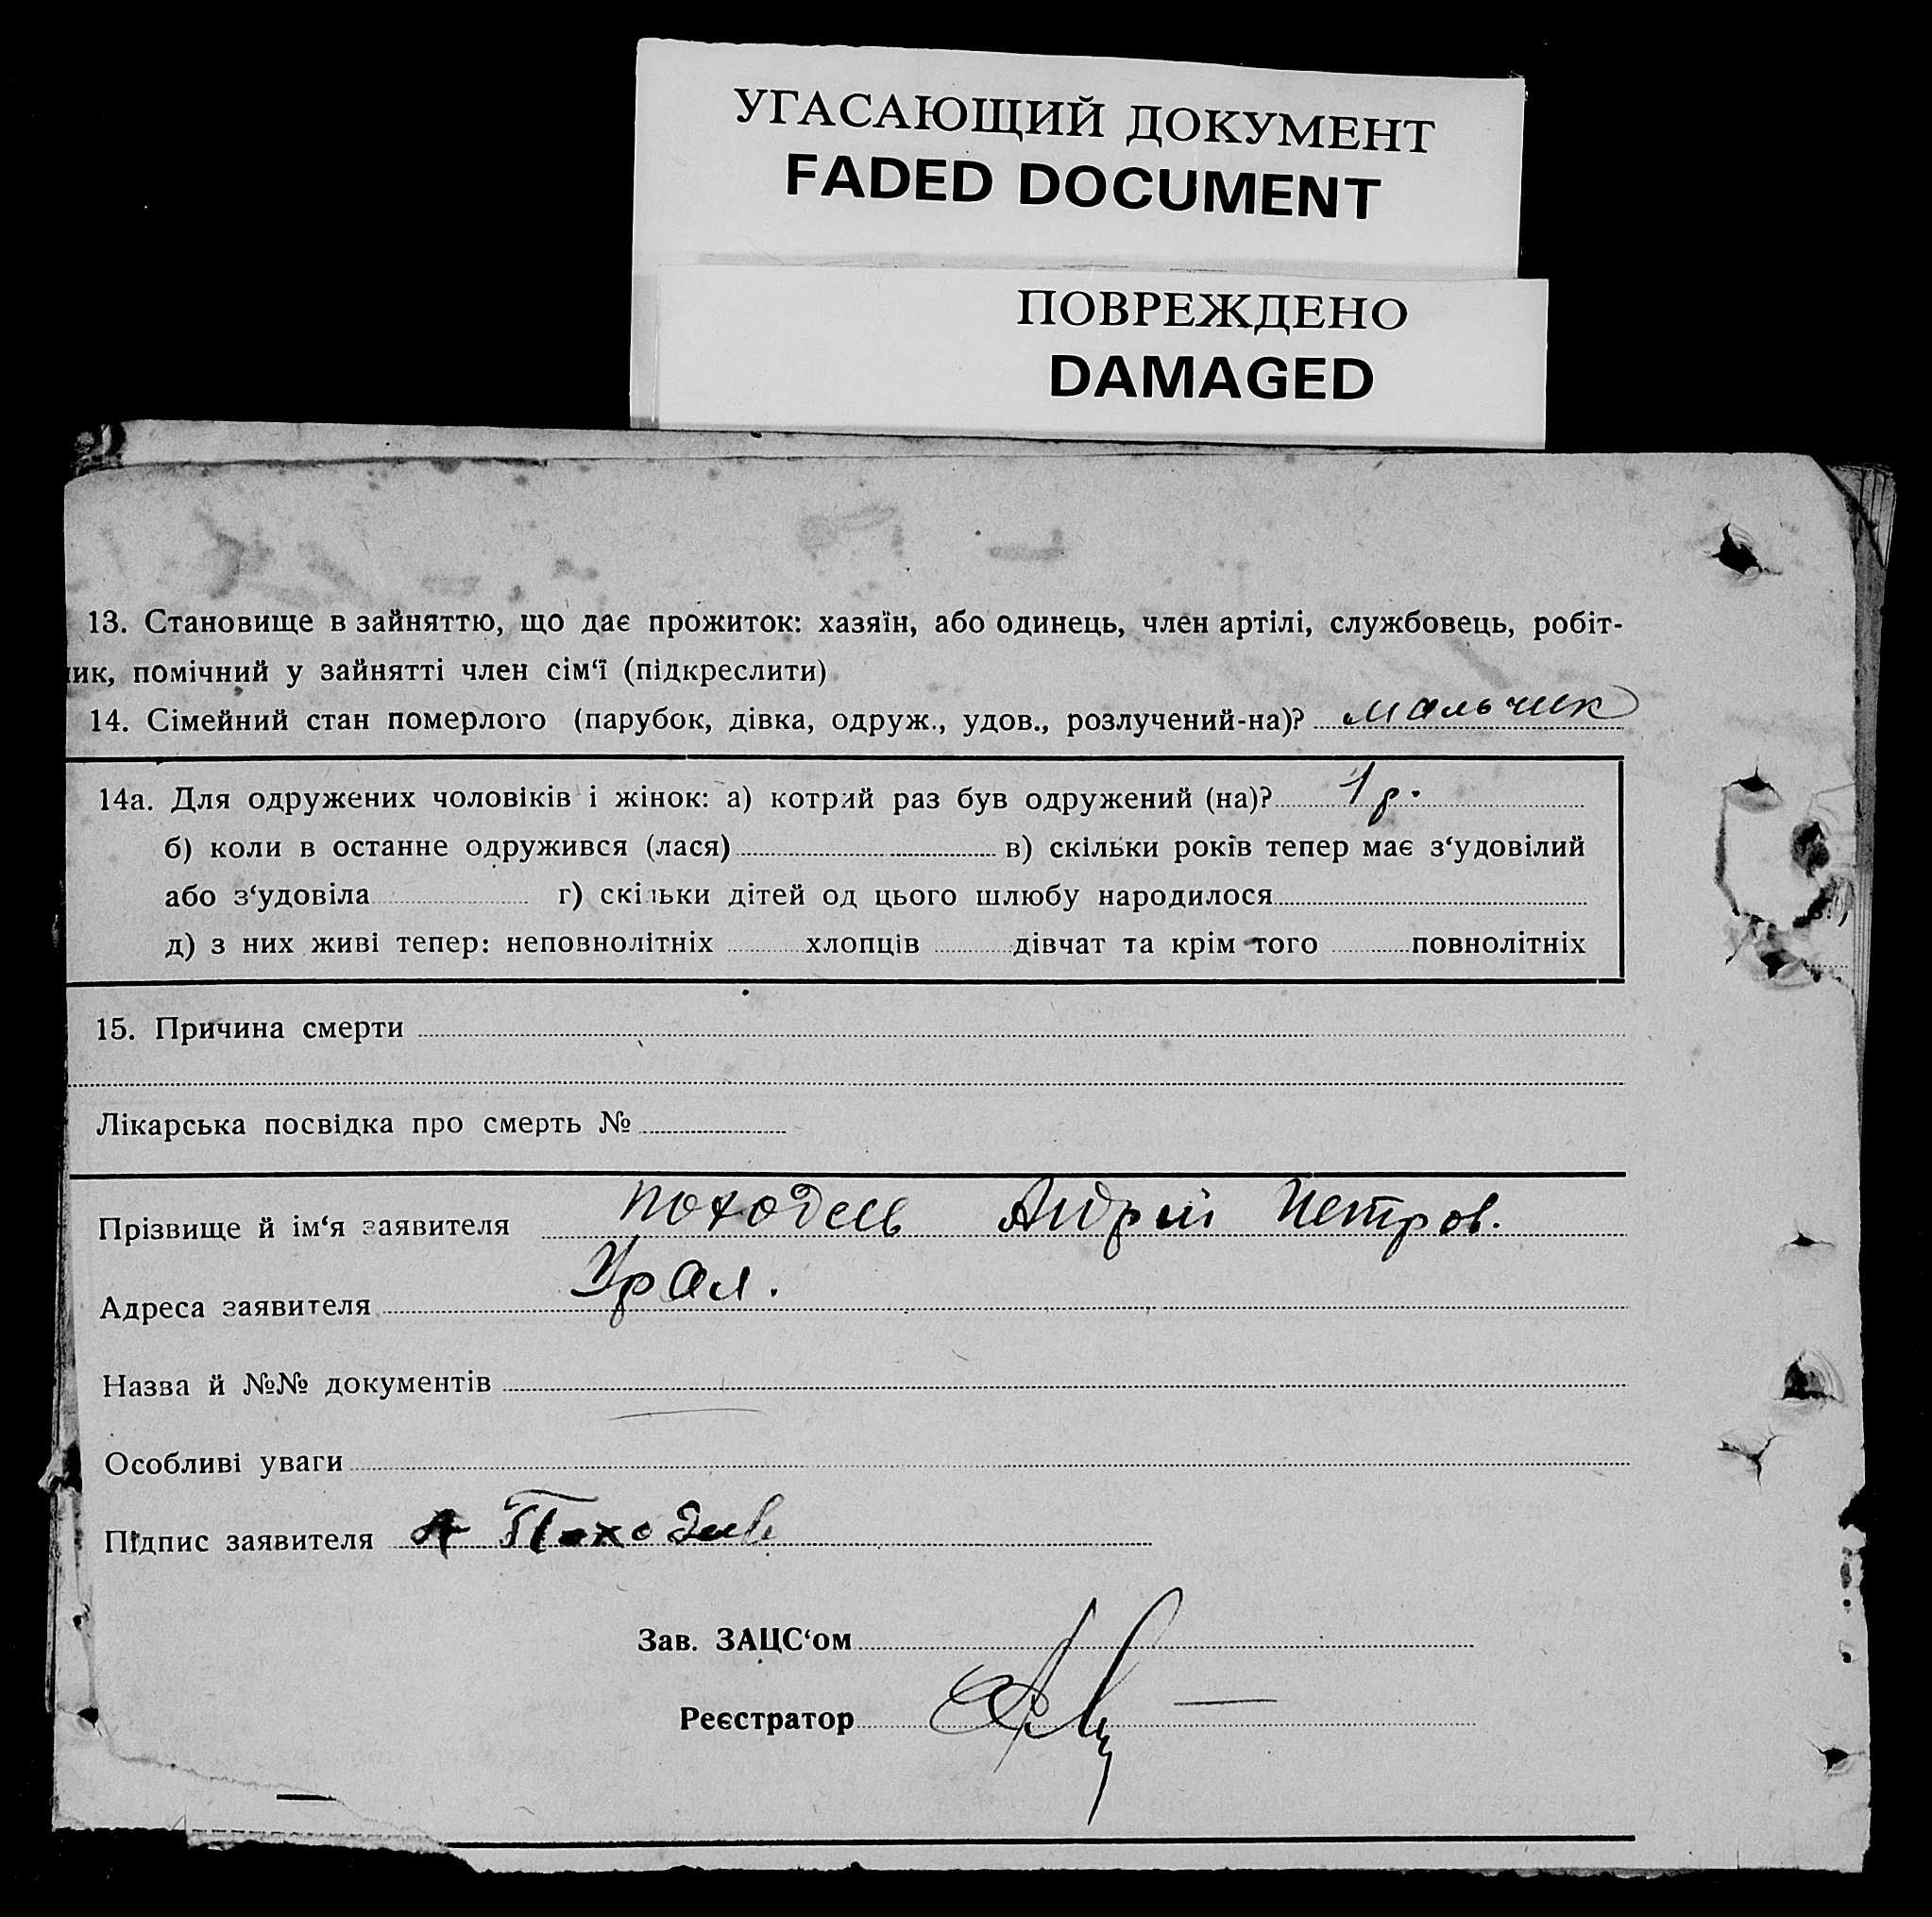 УГАСАЮЩИЙ ДОКУМЕНТ
FADED DOCUMENT
ПОВРЕЖДЕНО
DAMAGED
13. Становище в зайняттю, що дає прожиток: хазяїн, або одинець, член артілі, службовець, робіт-
ик, помічний у зайнятті член сім‘ї (підкреслити)
14. Сімейний стан померлого (парубок, дівка, одруж., удов., розлучений-на)? мальчик
14а. Для одружених чоловіків і жінок: а) котрий раз був одружений (на)? 1 р.
б) коли в останнє одружився (лася) в) скільки років тепер має з‘удовілий
або з‘удовіла г) скільки дітей од цього шлюбу народилося
д) з них живі тепер: неповнолітніх хлопців дівчат та крім того повнолітніх
15. Причина смерти
Лікарська посвідка про смерть №
Прізвище й ім‘я заявителя Андрій Петров.
Адреса заявителя Урал.
Назва й №№ документів
Особливі уваги
Підпис заявителя А
Зав. ЗАЦС‘ом
Реєстратор